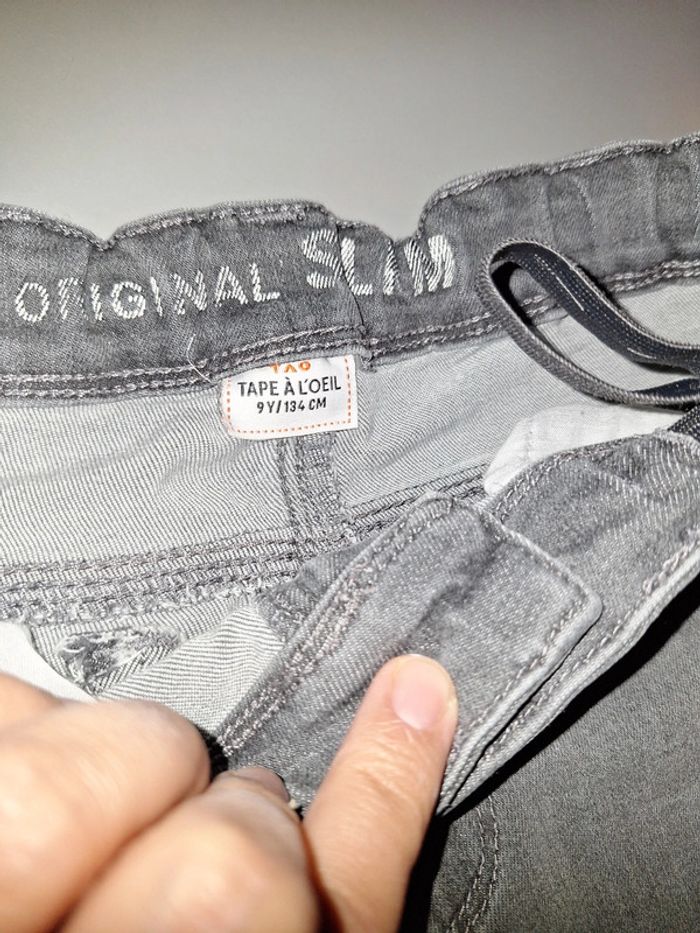 ORIGINAL SLIM
TAPE À L'OEIL
9Y/134 CM